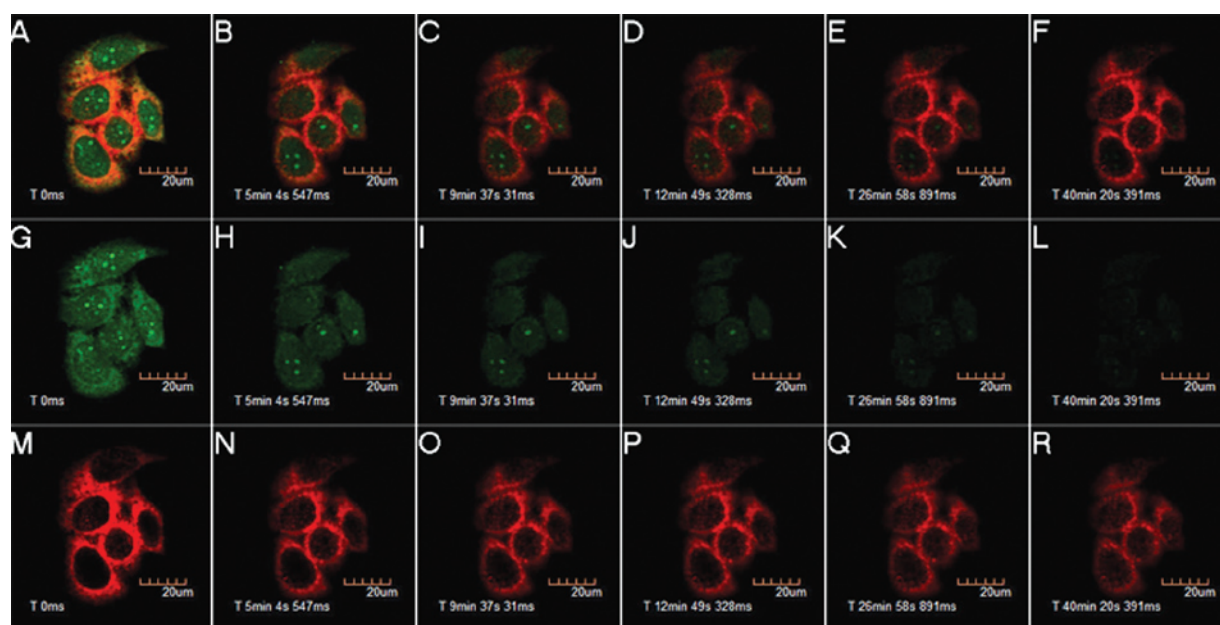 A B C D E F
20um 20um 20um 20um 20um 20um
T 0ms T 5min 4s 547ms T 9min 37s 31ms T 12min 49s 328ms T 26min 58s 891ms T 40min 20s 391ms
G H I J K L
20um 20um 20um 20um 20um 20um
T 0ms T 5min 4s 547ms T 9min 37s 31ms T 12min 49s 328ms T 26min 58s 891ms T 40min 20s 391ms
M N O P Q R
20um 20um 20um 20um 20um 20um
T 0ms T 5min 4s 547ms T 9min 37s 31ms T 12min 49s 328ms T 26min 58s 891ms T 40min 20s 391ms